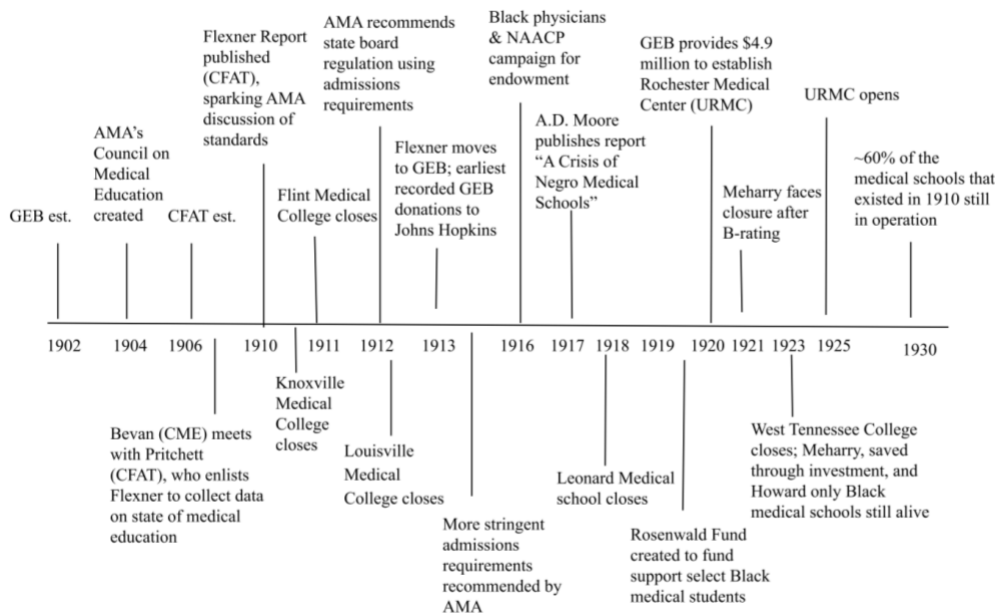 GEB est.
AMA's
Council on
Medical
Education
created
CFAT est.
Flexner Report
published
(CFAT),
sparking AMA
discussion of
standards
Flint Medical
College closes
AMA recommends
state board
regulation using
admissions
requirements
Flexner moves
to GEB; earliest
recorded GEB
donations to
Johns Hopkins
Black physicians
& NAACP
campaign for
endowment
A.D. Moore
publishes report
“A Crisis of
Negro Medical
Schools”
GEB provides $4.9
million to establish
Rochester Medical
Center (URMC)
Meharry faces
closure after
B-rating
URMC opens
~60% of the
medical schools that
existed in 1910 still
in operation
1902 1904 1906 1910 1911 1912 1913 1916 1917 1918 1919 1920 1921 1923 1925 1930
Bevan (CME) meets
with Pritchett
(CFAT), who enlists
Flexner to collect data
on state of medical
education
Knoxville
Medical
College
closes
Louisville
Medical
College closes
More stringent
admissions
requirements
recommended by
AMA
Leonard Medical
school closes
Rosenwald Fund
created to fund
support select Black
medical students
West Tennessee College
closes; Meharry, saved
through investment, and
Howard only Black
medical schools still alive